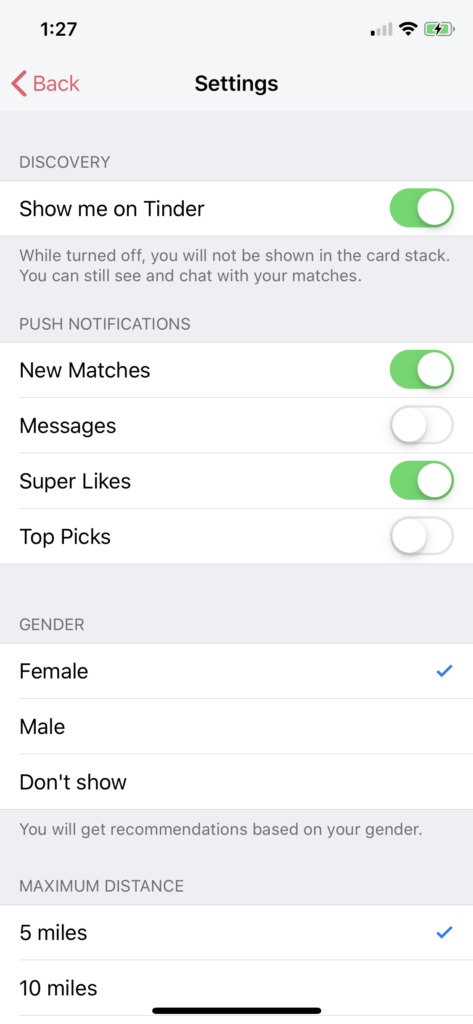 1:27
Back
Settings
DISCOVERY
Show me on Tinder
While turned off, you will not be shown in the card stack.
You can still see and chat with your matches.
PUSH NOTIFICATIONS
New Matches
Messages
Super Likes
Top Picks
GENDER
Female
Male
Don't show
You will get recommendations based on your gender.
MAXIMUM DISTANCE
5 miles
10 miles